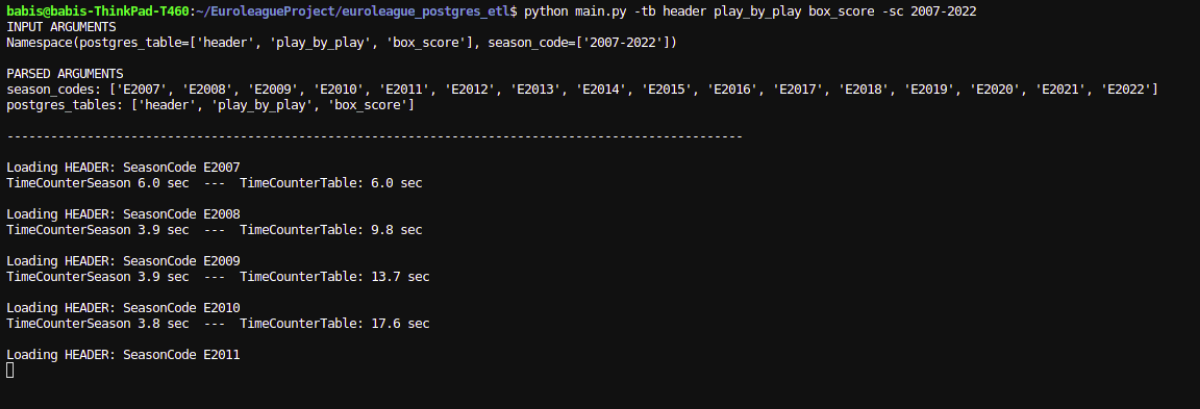 babis@babis-ThinkPad-T460:~/EuroleagueProject/euroleague_postgres_etl$ python main.py -tb header play_by_play box_score -sc 2007-2022
INPUT ARGUMENTS
Namespace(postgres_table=['header', 'play_by_play', 'box_score'], season_code=['2007-2022'])
PARSED ARGUMENTS
season_codes: ['E2007', 'E2008', 'E2009', 'E2010', 'E2011', 'E2012', 'E2013', 'E2014', 'E2015', 'E2016', 'E2017', 'E2018', 'E2019', 'E2020', 'E2021', 'E2022']
postgres_tables: ['header', 'play_by_play', 'box_score']
----------------------------------------------------------------------------------------------------
Loading HEADER: SeasonCode E2007
TimeCounterSeason 6.0 sec  ---  TimeCounterTable: 6.0 sec
Loading HEADER: SeasonCode E2008
TimeCounterSeason 3.9 sec  ---  TimeCounterTable: 9.8 sec
Loading HEADER: SeasonCode E2009
TimeCounterSeason 3.9 sec  ---  TimeCounterTable: 13.7 sec
Loading HEADER: SeasonCode E2010
TimeCounterSeason 3.8 sec  ---  TimeCounterTable: 17.6 sec
Loading HEADER: SeasonCode E2011